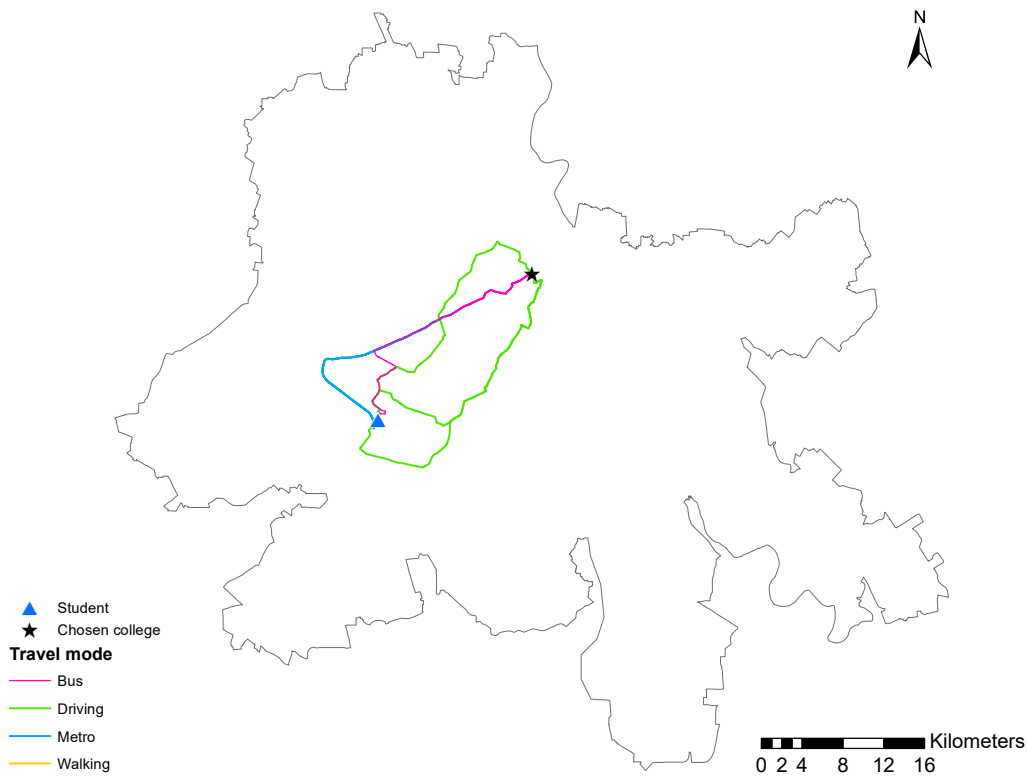 N
Student
Chosen college
Travel mode
Bus
Driving
Metro
Walking
Kilometers
0 2 4 8 12 16